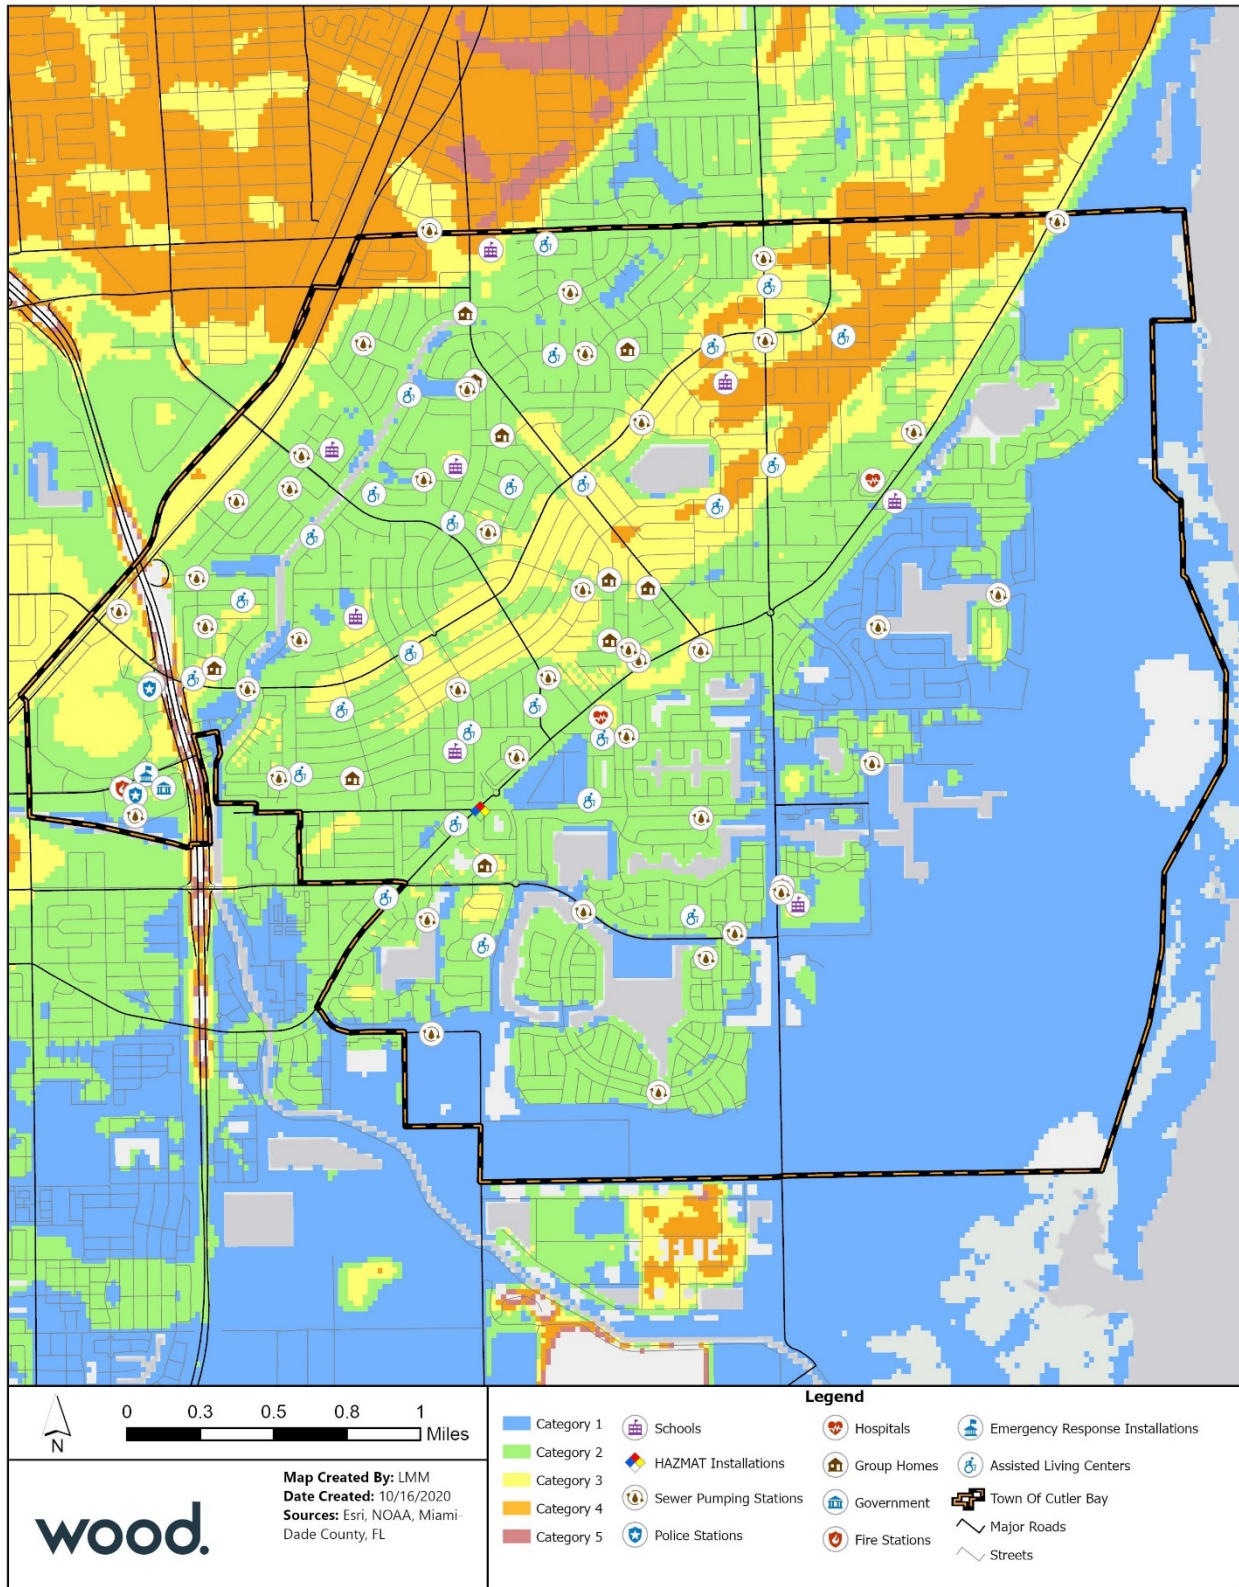 N
0 0.3 0.5 0.8 1
Miles
Map Created By: LMM
Date Created: 10/16/2020
Sources: Esri, NOAA, Miami-
Dade County, FL
wood.
Legend
Category 1
Category 2
Category 3
Category 4
Category 5
Schools
HAZMAT Installations
Sewer Pumping Stations
Police Stations
Hospitals
Group Homes
Government
Fire Stations
Emergency Response Installations
Assisted Living Centers
Town Of Cutler Bay
Major Roads
Streets